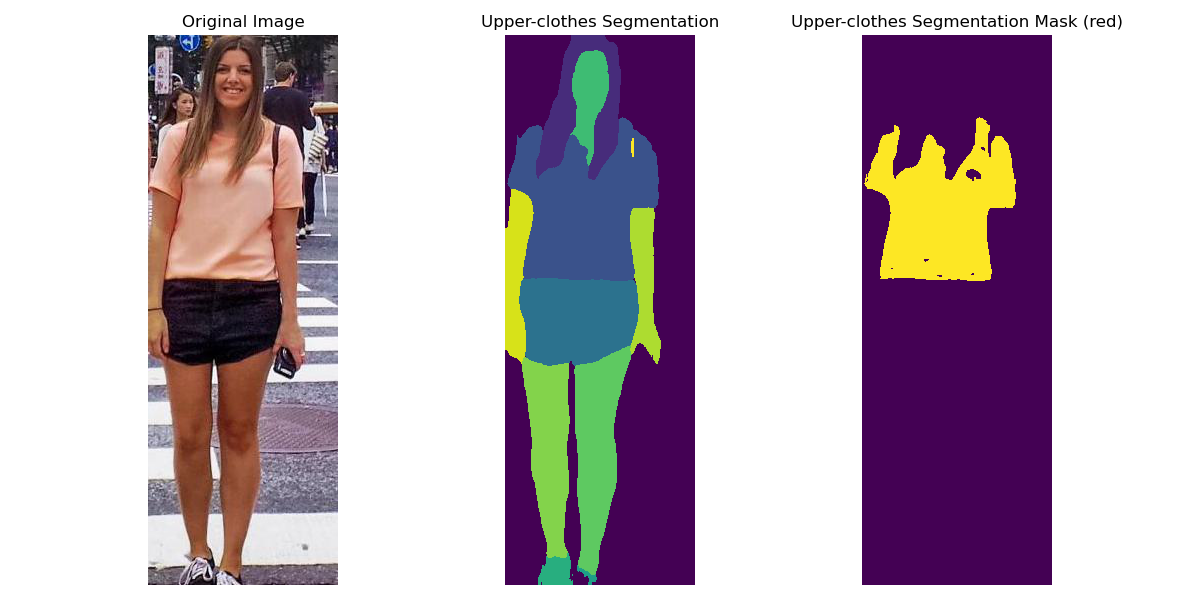 Original Image
Upper-clothes Segmentation
Upper-clothes Segmentation Mask (red)